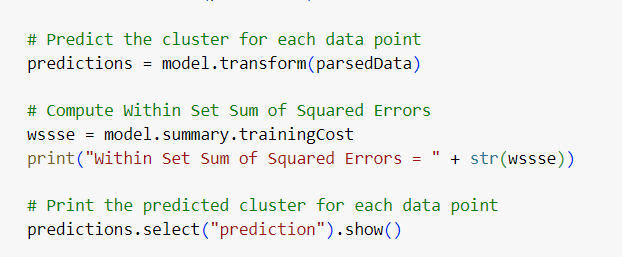 # Predict the cluster for each data point
predictions = model.transform(parsedData)
# Compute Within Set Sum of Squared Errors
wssse = model.summary.trainingCost
print("Within Set Sum of Squared Errors = " + str(wssse))
# Print the predicted cluster for each data point
predictions.select("prediction").show()